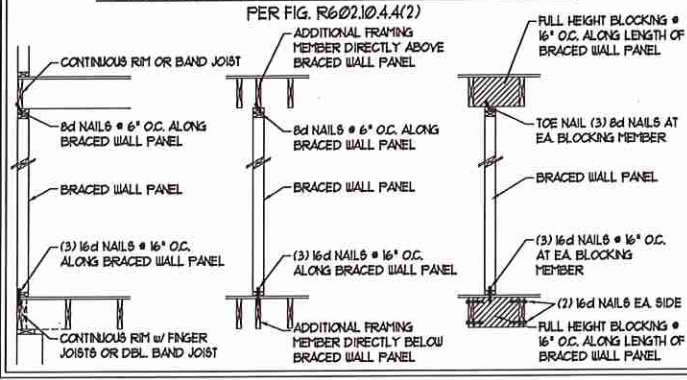 PER FIG. R602.10.4.4(2)
CONTINUOUS RIM OR BAND JOIST
8d NAILS @ 6" O.C. ALONG
BRACED WALL PANEL
BRACED WALL PANEL
(3) 16d NAILS @ 16" O.C.
ALONG BRACED WALL PANEL
CONTINUOUS RIM w/ FINGER
JOISTS OR DBL. BAND JOIST
ADDITIONAL FRAMING
MEMBER DIRECTLY ABOVE
BRACED WALL PANEL
8d NAILS @ 6" O.C. ALONG
BRACED WALL PANEL
BRACED WALL PANEL
(3) 16d NAILS @ 16" O.C.
ALONG BRACED WALL PANEL
ADDITIONAL FRAMING
MEMBER DIRECTLY BELOW
BRACED WALL PANEL
FULL HEIGHT BLOCKING @
16" O.C. ALONG LENGTH OF
BRACED WALL PANEL
TOE NAIL (3) 8d NAILS AT
EA. BLOCKING MEMBER
BRACED WALL PANEL
(3) 16d NAILS @ 16" O.C.
AT EA. BLOCKING
MEMBER
(2) 16d NAILS EA. SIDE
FULL HEIGHT BLOCKING @
16" O.C. ALONG LENGTH OF
BRACED WALL PANEL